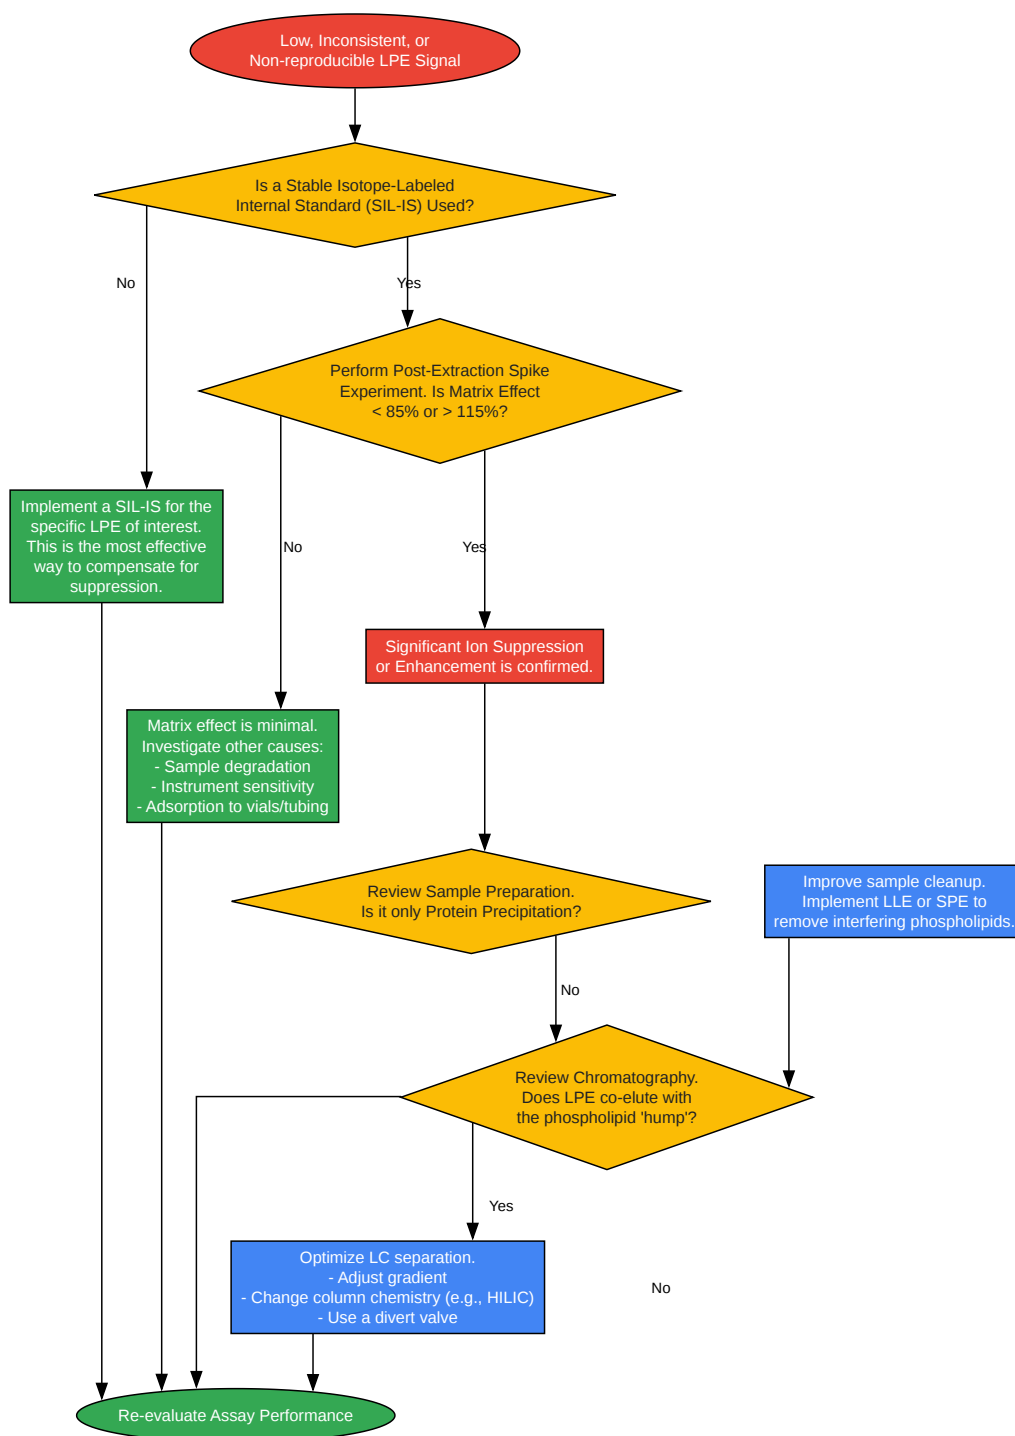 Low, Inconsistent, or
Non-reproducible LPE Signal
Is a Stable Isotope-Labeled
Internal Standard (SIL-IS) Used?
No
Yes
Perform Post-Extraction Spike
Experiment. Is Matrix Effect
< 85% or > 115%?
Implement a SIL-IS for the
specific LPE of interest.
This is the most effective
way to compensate for
suppression.
No
Yes
Significant Ion Suppression
or Enhancement is confirmed.
Matrix effect is minimal.
Investigate other causes:
- Sample degradation
- Instrument sensitivity
- Adsorption to vials/tubing
Review Sample Preparation.
Is it only Protein Precipitation?
Improve sample cleanup.
Implement LLE or SPE to
remove interfering phospholipids.
No
Review Chromatography.
Does LPE co-elute with
the phospholipid 'hump'?
Yes
Optimize LC separation.
- Adjust gradient
- Change column chemistry (e.g., HILIC)
- Use a divert valve
No
Re-evaluate Assay Performance